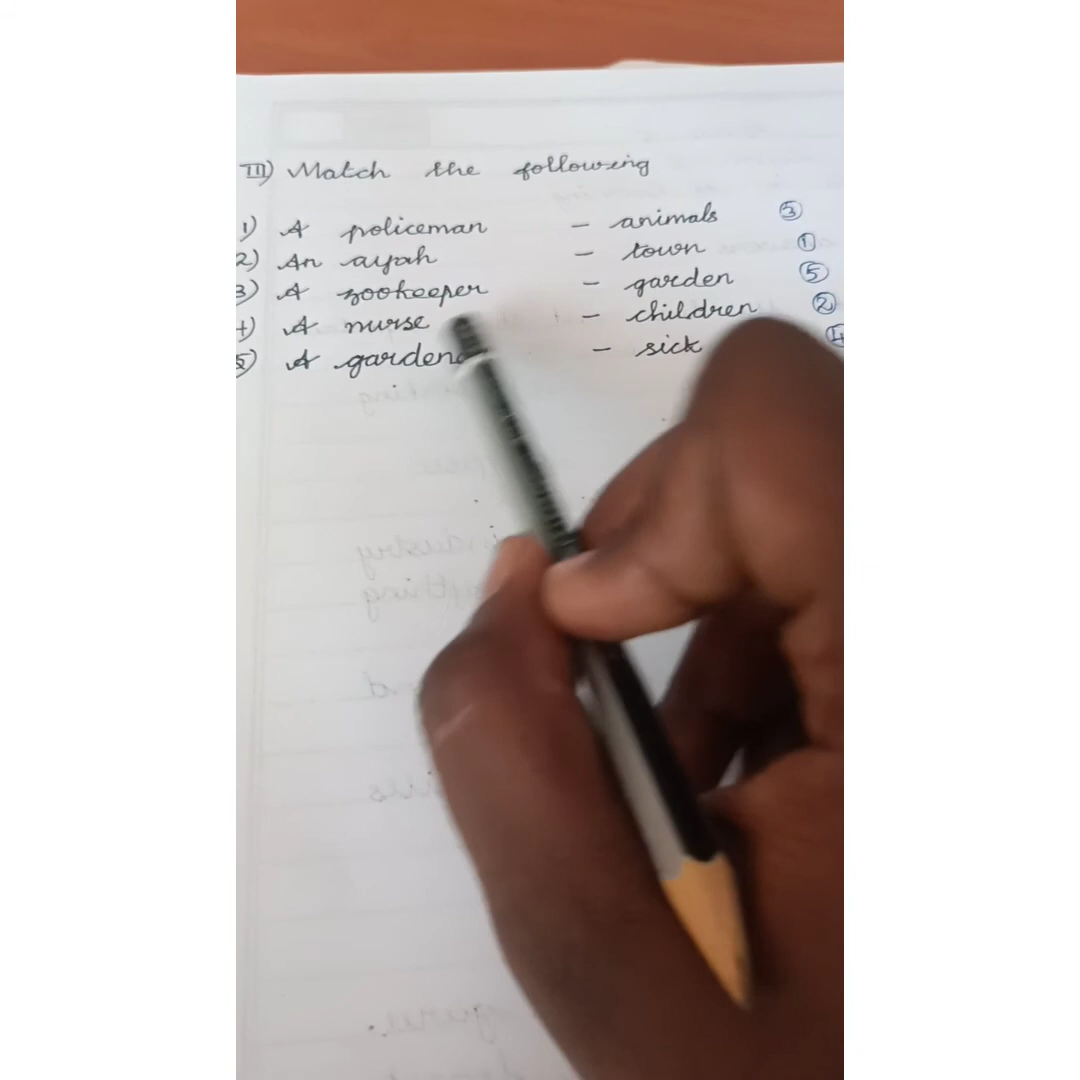 III) Match the following
1) A policeman - animals ③
2) An ayah - town ①
3) A zookeeper - garden ⑤
4) A nurse - children ②
5) A - sick ④